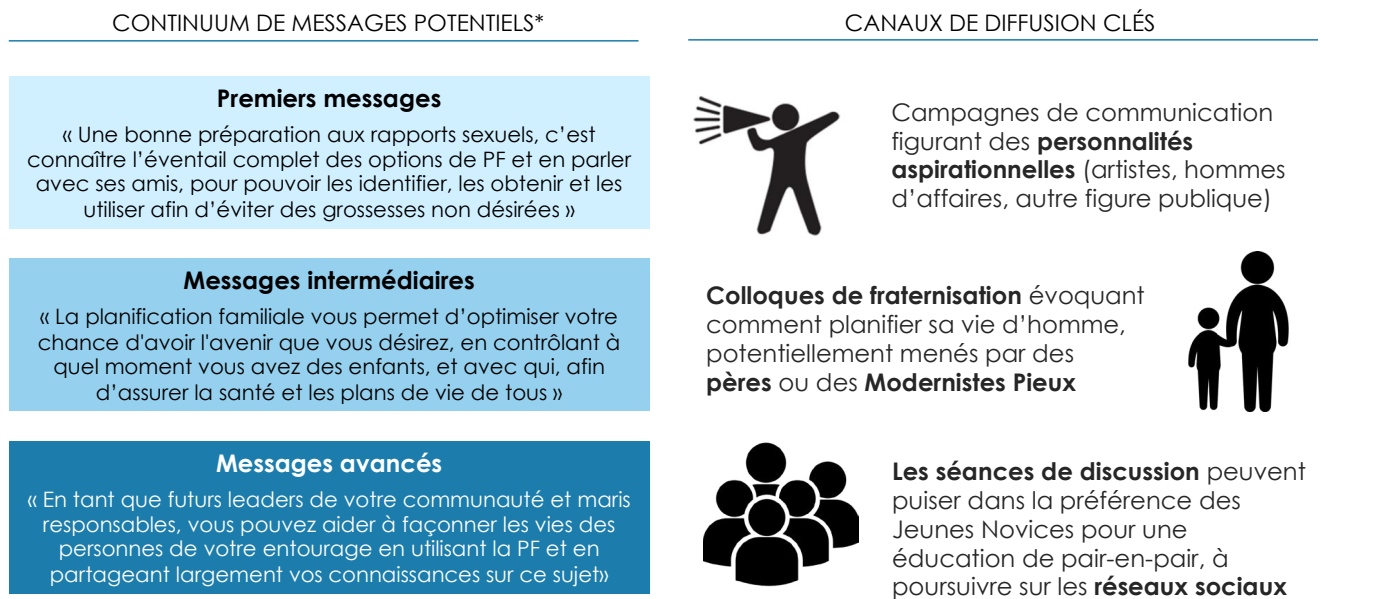 CONTINUUM DE MESSAGES POTENTIELS*
Premiers messages
« Une bonne préparation aux rapports sexuels, c’est
connaître l’éventail complet des options de PF et en parler
avec ses amis, pour pouvoir les identifier, les obtenir et les
utiliser afin d’éviter des grossesses non désirées »
Messages intermédiaires
« La planification familiale vous permet d’optimiser votre
chance d'avoir l'avenir que vous désirez, en contrôlant à
quel moment vous avez des enfants, et avec qui, afin
d’assurer la santé et les plans de vie de tous »
Messages avancés
« En tant que futurs leaders de votre communauté et maris
responsables, vous pouvez aider à façonner les vies des
personnes de votre entourage en utilisant la PF et en
partageant largement vos connaissances sur ce sujet»
CANAUX DE DIFFUSION CLÉS
Campagnes de communication
figurant des personnalités
aspirationnelles (artistes, hommes
d’affaires, autre figure publique)
Colloques de fraternisation évoquant
comment planifier sa vie d’homme,
potentiellement menés par des
pères ou des Modernistes Pieux
Les séances de discussion peuvent
puiser dans la préférence des
Jeunes Novices pour une
éducation de pair-en-pair, à
poursuivre sur les réseaux sociaux